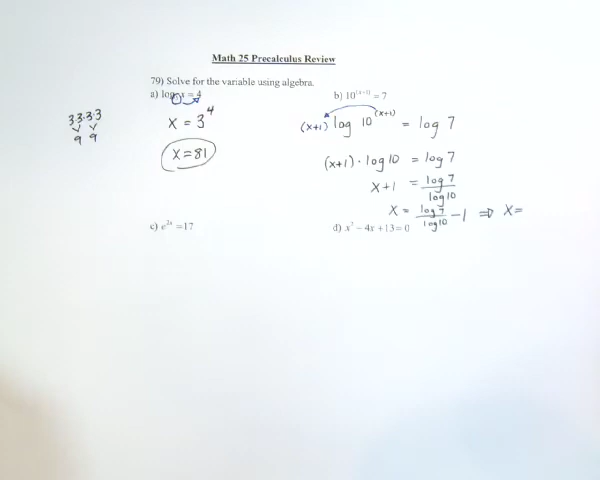 Math 25 Precalculus Review
79) Solve for the variable using algebra.
a) log₃ x = 4
3·3·3·3
9 9
x = 3⁴
x = 81
b) 10⁽ˣ⁺¹⁾ = 7
(x+1) log 10⁽ˣ⁺¹⁾ = log 7
(x+1) · log 10 = log 7
x + 1 = log 7 / log 10
x = log 7 / log 10 − 1 ⇒ x =
c) e²ˣ = 17
d) x² − 4x + 13 = 0